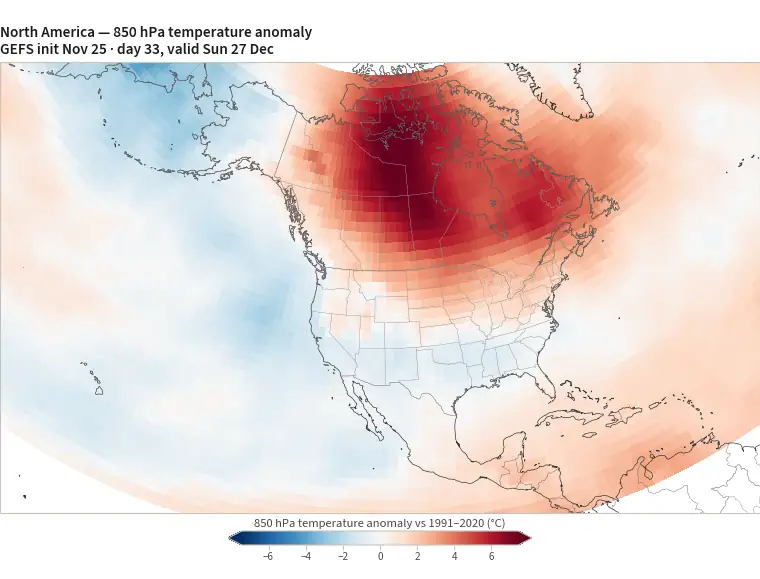 North America — 850 hPa temperature anomaly
GEFS init Nov 25 · day 33, valid Sun 27 Dec
850 hPa temperature anomaly vs 1991–2020 (°C)
−6 −4 −2 0 2 4 6